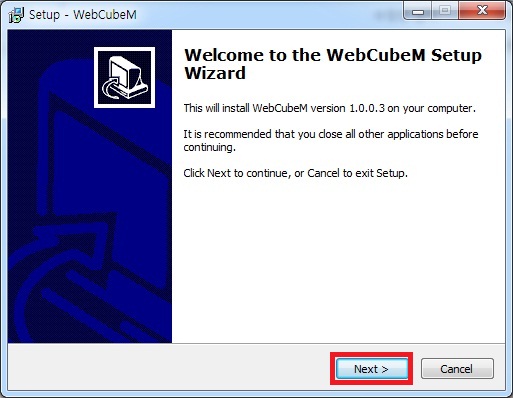 Setup - WebCubeM
Welcome to the WebCubeM Setup
Wizard
This will install WebCubeM version 1.0.0.3 on your computer.
It is recommended that you close all other applications before
continuing.
Click Next to continue, or Cancel to exit Setup.
Next >
Cancel